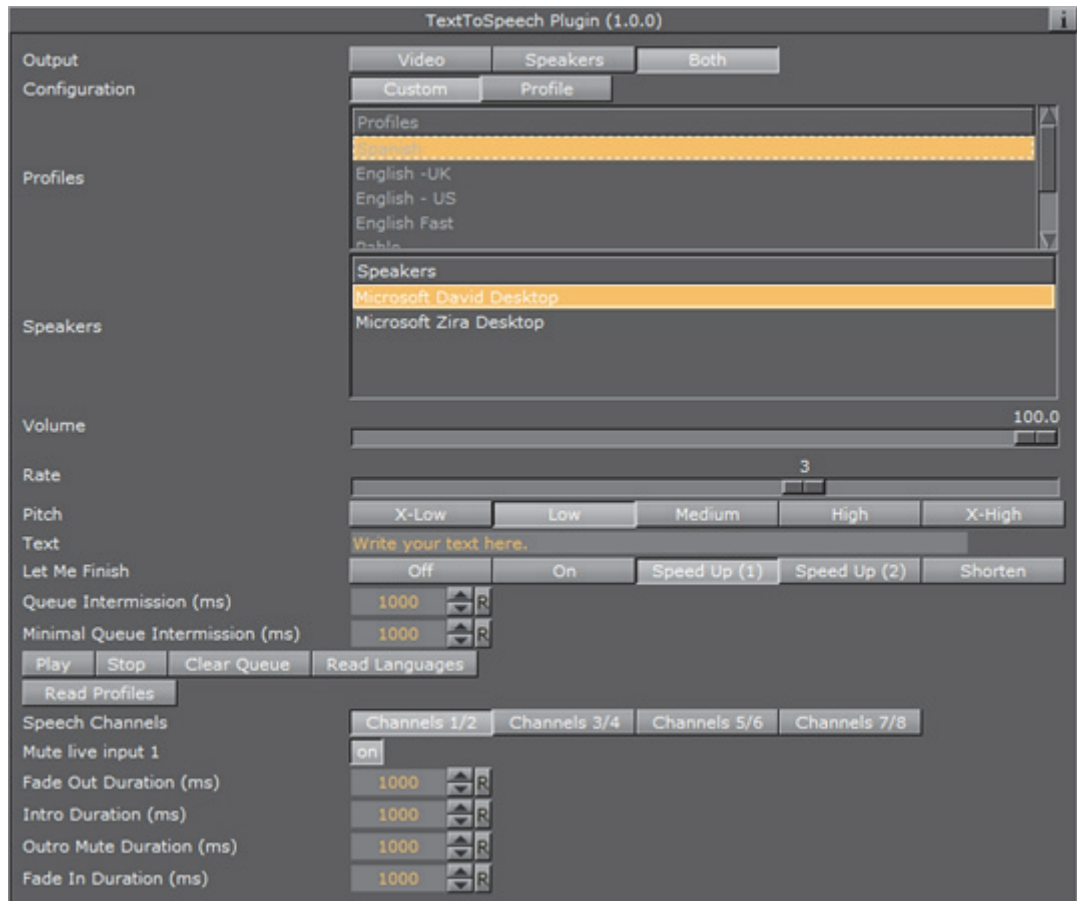 TextToSpeech Plugin (1.0.0) i
Output Video Speakers Both
Configuration Custom Profile
Profiles
Spanish
Profiles English -UK
English - US
English Fast
Pablo
Speakers
Microsoft David Desktop
Speakers Microsoft Zira Desktop
Volume 100.0
Rate 3
Pitch X-Low Low Medium High X-High
Text Write your text here.
Let Me Finish Off On Speed Up (1) Speed Up (2) Shorten
Queue Intermission (ms) 1000 R
Minimal Queue Intermission (ms) 1000 R
Play Stop Clear Queue Read Languages
Read Profiles
Speech Channels Channels 1/2 Channels 3/4 Channels 5/6 Channels 7/8
Mute live input 1 on
Fade Out Duration (ms) 1000 R
Intro Duration (ms) 1000 R
Outro Mute Duration (ms) 1000 R
Fade In Duration (ms) 1000 R